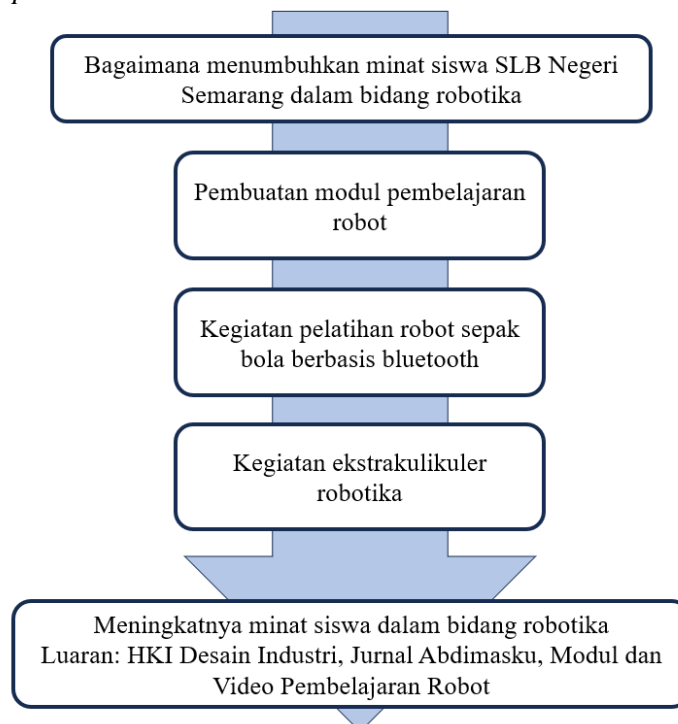 Bagaimana menumbuhkan minat siswa SLB Negeri
Semarang dalam bidang robotika
Pembuatan modul pembelajaran
robot
Kegiatan pelatihan robot sepak
bola berbasis bluetooth
Kegiatan ekstrakulikuler
robotika
Meningkatnya minat siswa dalam bidang robotika
Luaran: HKI Desain Industri, Jurnal Abdimasku, Modul dan
Video Pembelajaran Robot